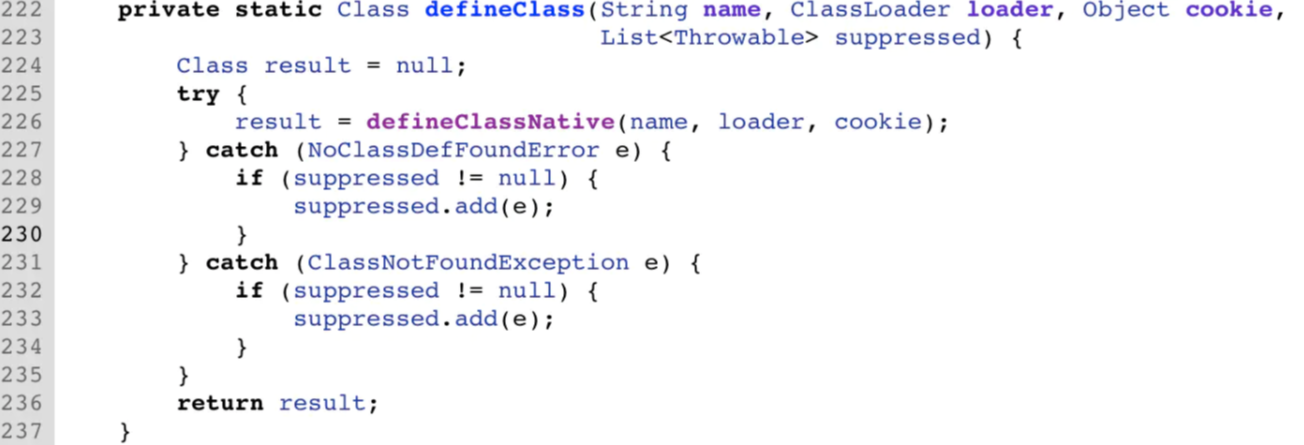 222 private static Class defineClass(String name, ClassLoader loader, Object cookie,
223 List<Throwable> suppressed) {
224 Class result = null;
225 try {
226 result = defineClassNative(name, loader, cookie);
227 } catch (NoClassDefFoundError e) {
228 if (suppressed != null) {
229 suppressed.add(e);
230 }
231 } catch (ClassNotFoundException e) {
232 if (suppressed != null) {
233 suppressed.add(e);
234 }
235 }
236 return result;
237 }